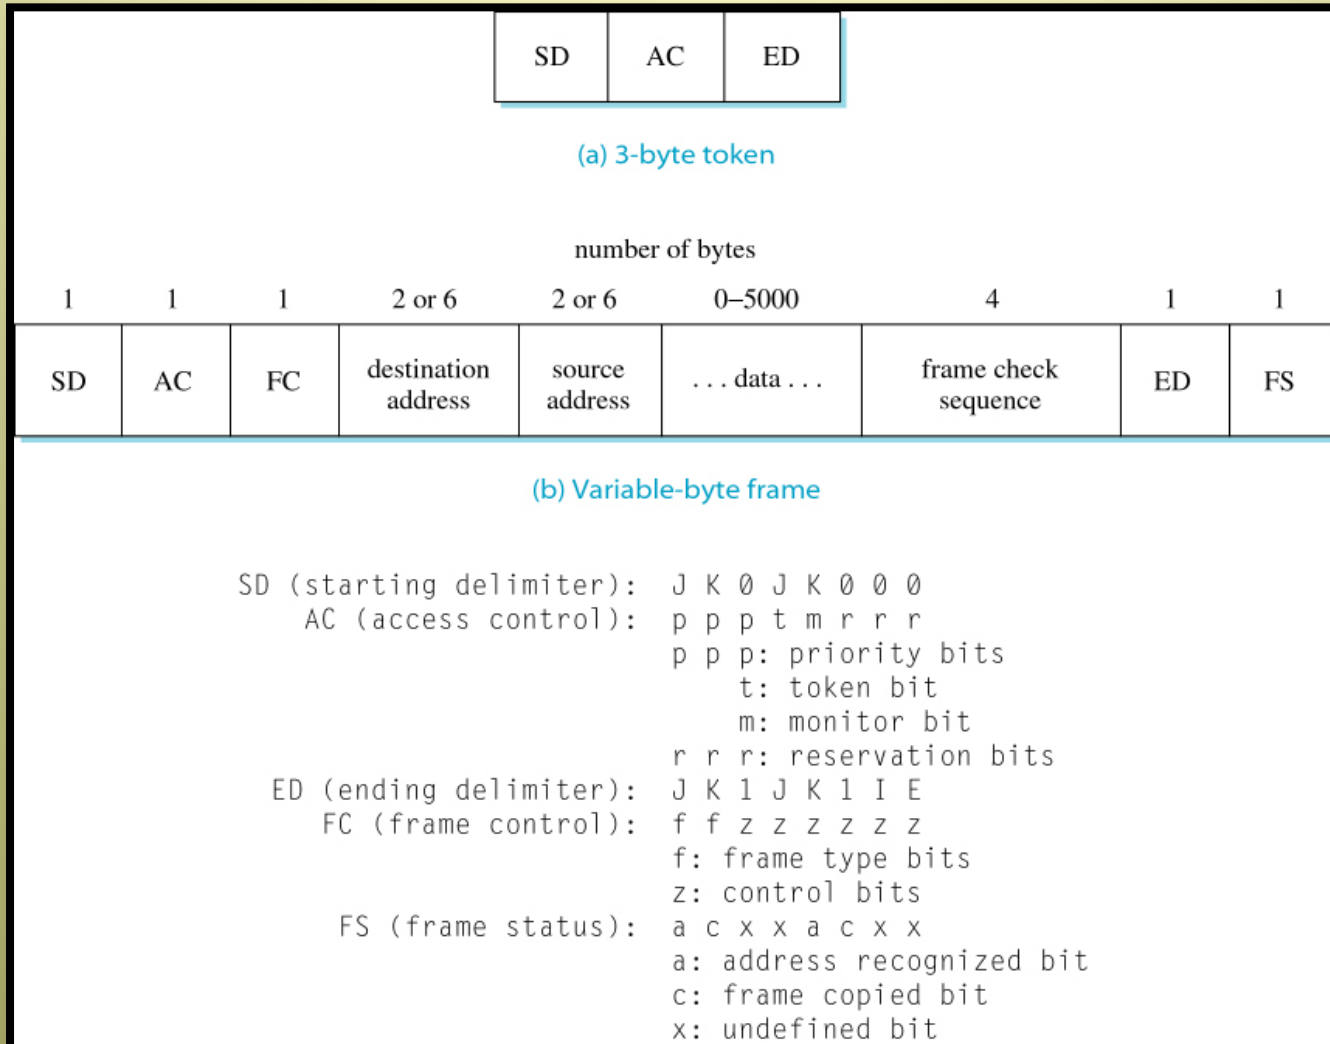 SD AC ED
(a) 3-byte token
number of bytes
1 1 1 2 or 6 2 or 6 0–5000 4 1 1
SD AC FC destination address source address . . . data . . . frame check sequence ED FS
(b) Variable-byte frame
SD (starting delimiter): J K 0 J K 0 0 0
AC (access control): p p p t m r r r
p p p: priority bits
t: token bit
m: monitor bit
r r r: reservation bits
ED (ending delimiter): J K 1 J K 1 I E
FC (frame control): f f z z z z z z
f: frame type bits
z: control bits
FS (frame status): a c x x a c x x
a: address recognized bit
c: frame copied bit
x: undefined bit